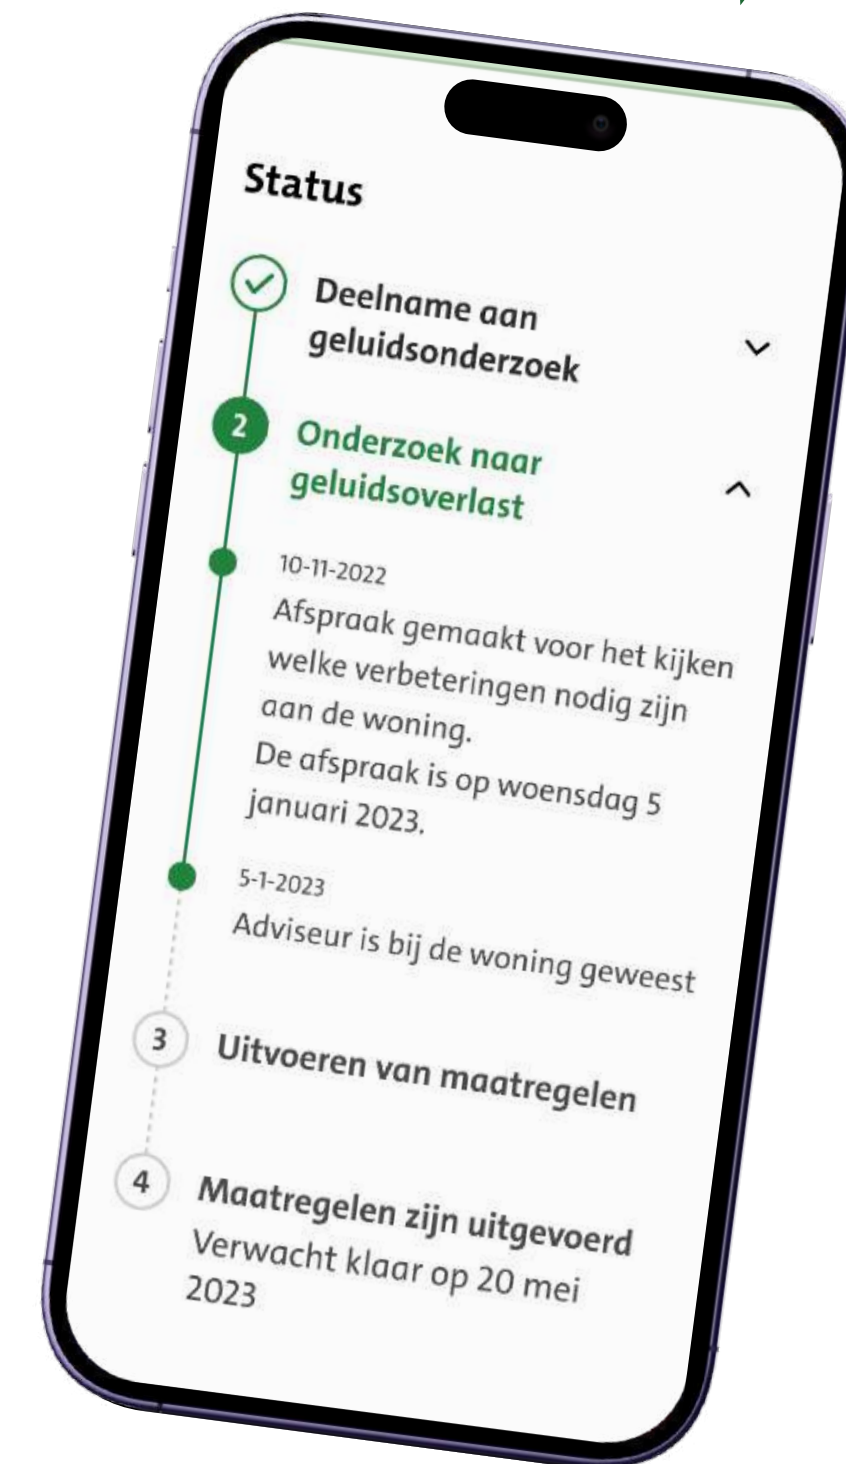 Status
Deelname aan
geluidsonderzoek
2
Onderzoek naar
geluidsoverlast
10-11-2022
Afspraak gemaakt voor het kijken
welke verbeteringen nodig zijn
aan de woning.
De afspraak is op woensdag 5
januari 2023.
5-1-2023
Adviseur is bij de woning geweest
3
Uitvoeren van maatregelen
4
Maatregelen zijn uitgevoerd
Verwacht klaar op 20 mei
2023